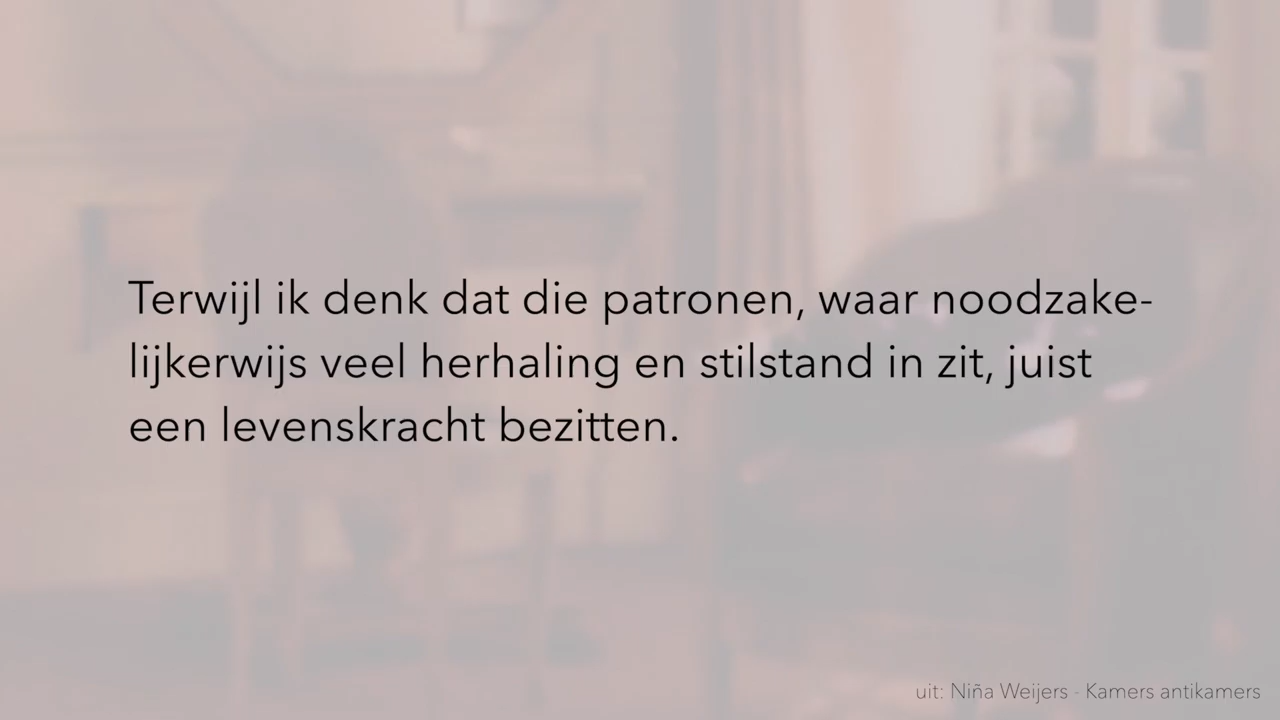 Terwijl ik denk dat die patronen, waar noodzake-
lijkerwijs veel herhaling en stilstand in zit, juist
een levenskracht bezitten.
uit: Niña Weijers - Kamers antikamers